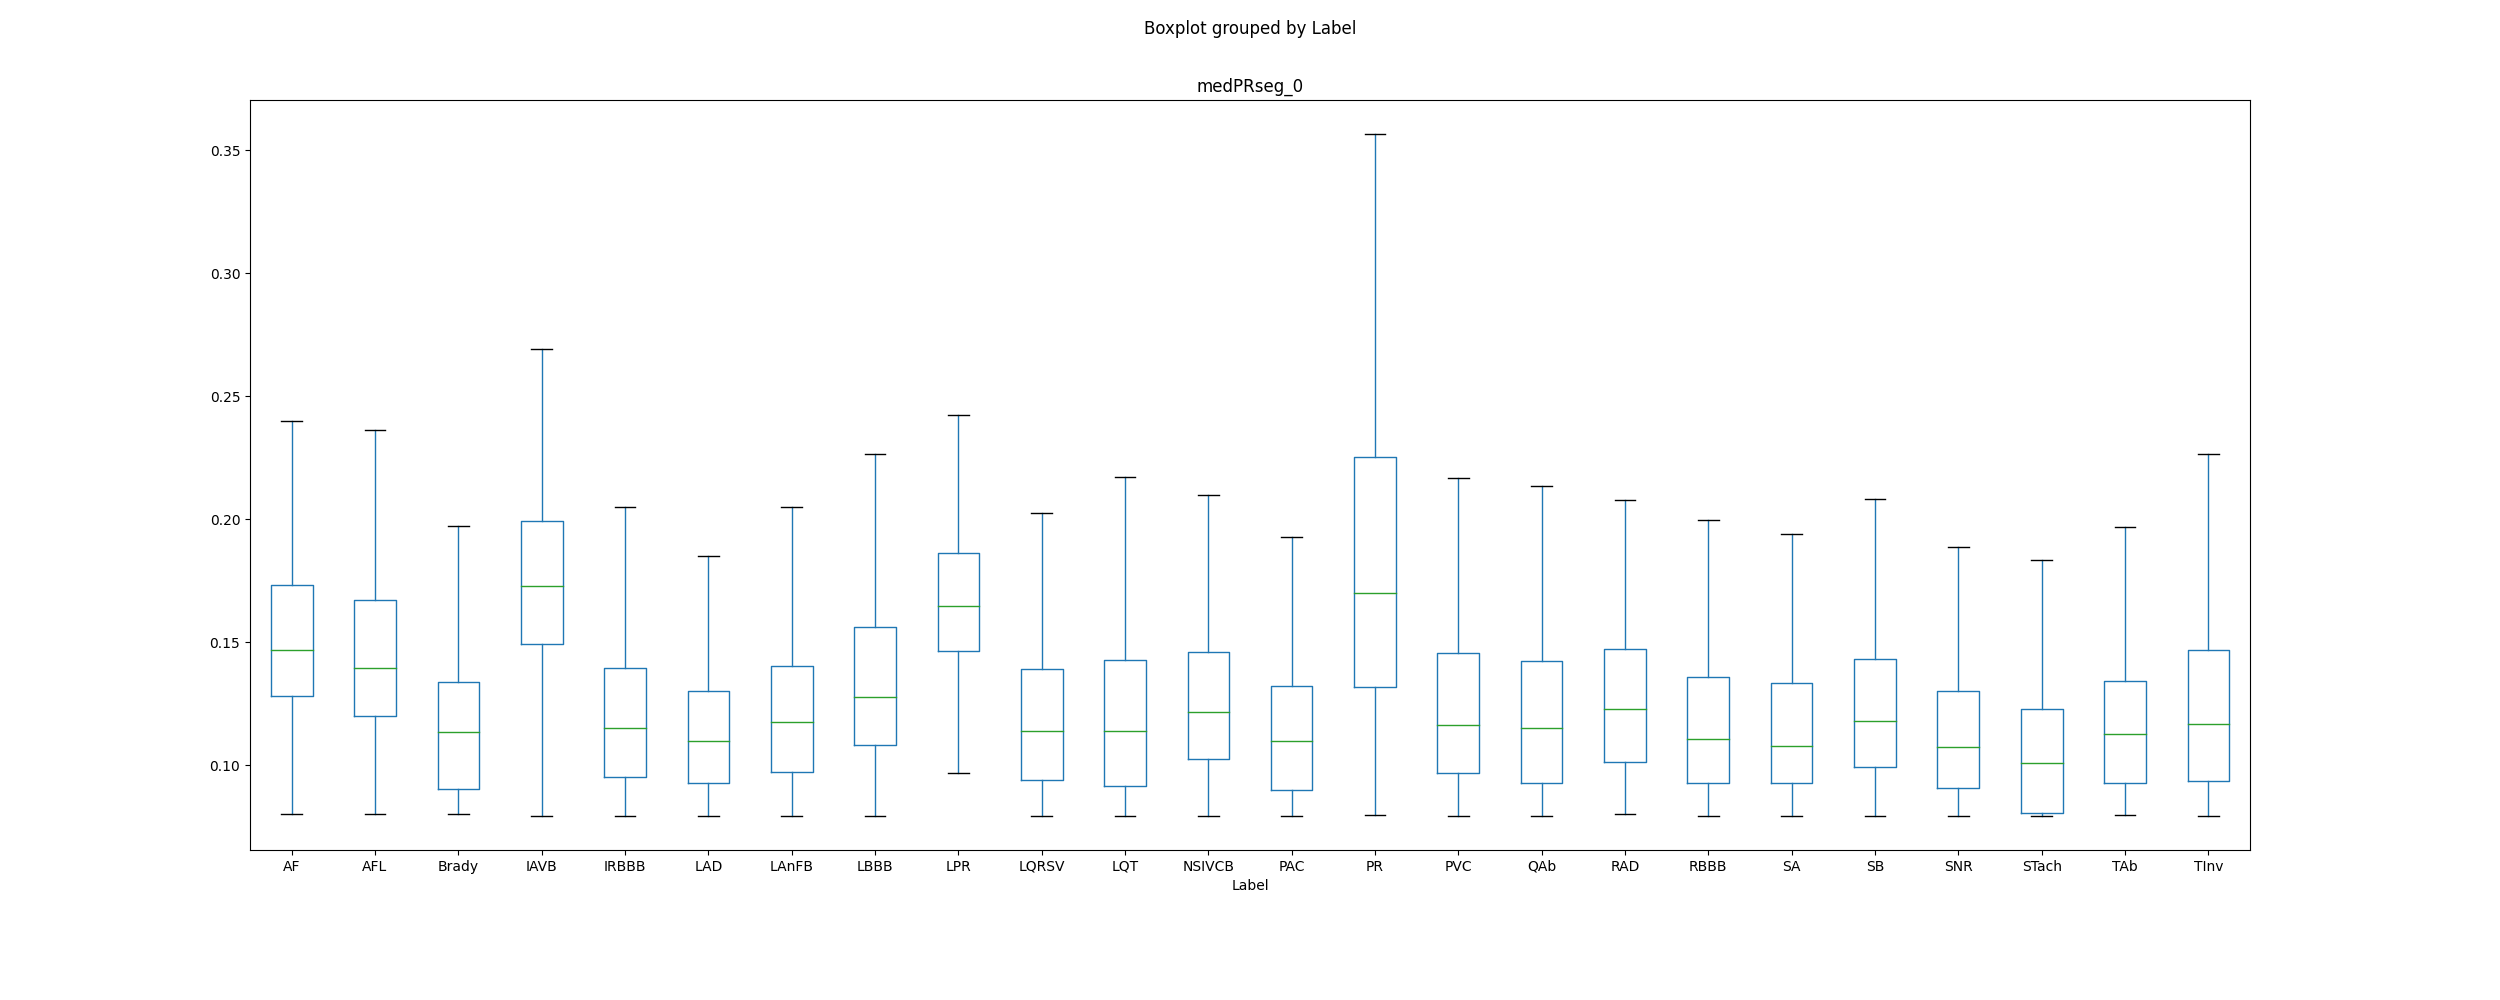 Boxplot grouped by Label
medPRseg_0
0.35
0.30
0.25
0.20
0.15
0.10
AF AFL Brady IAVB IRBBB LAD LAnFB LBBB LPR LQRSV LQT NSIVCB PAC PR PVC QAb RAD RBBB SA SB SNR STach TAb TInv
Label